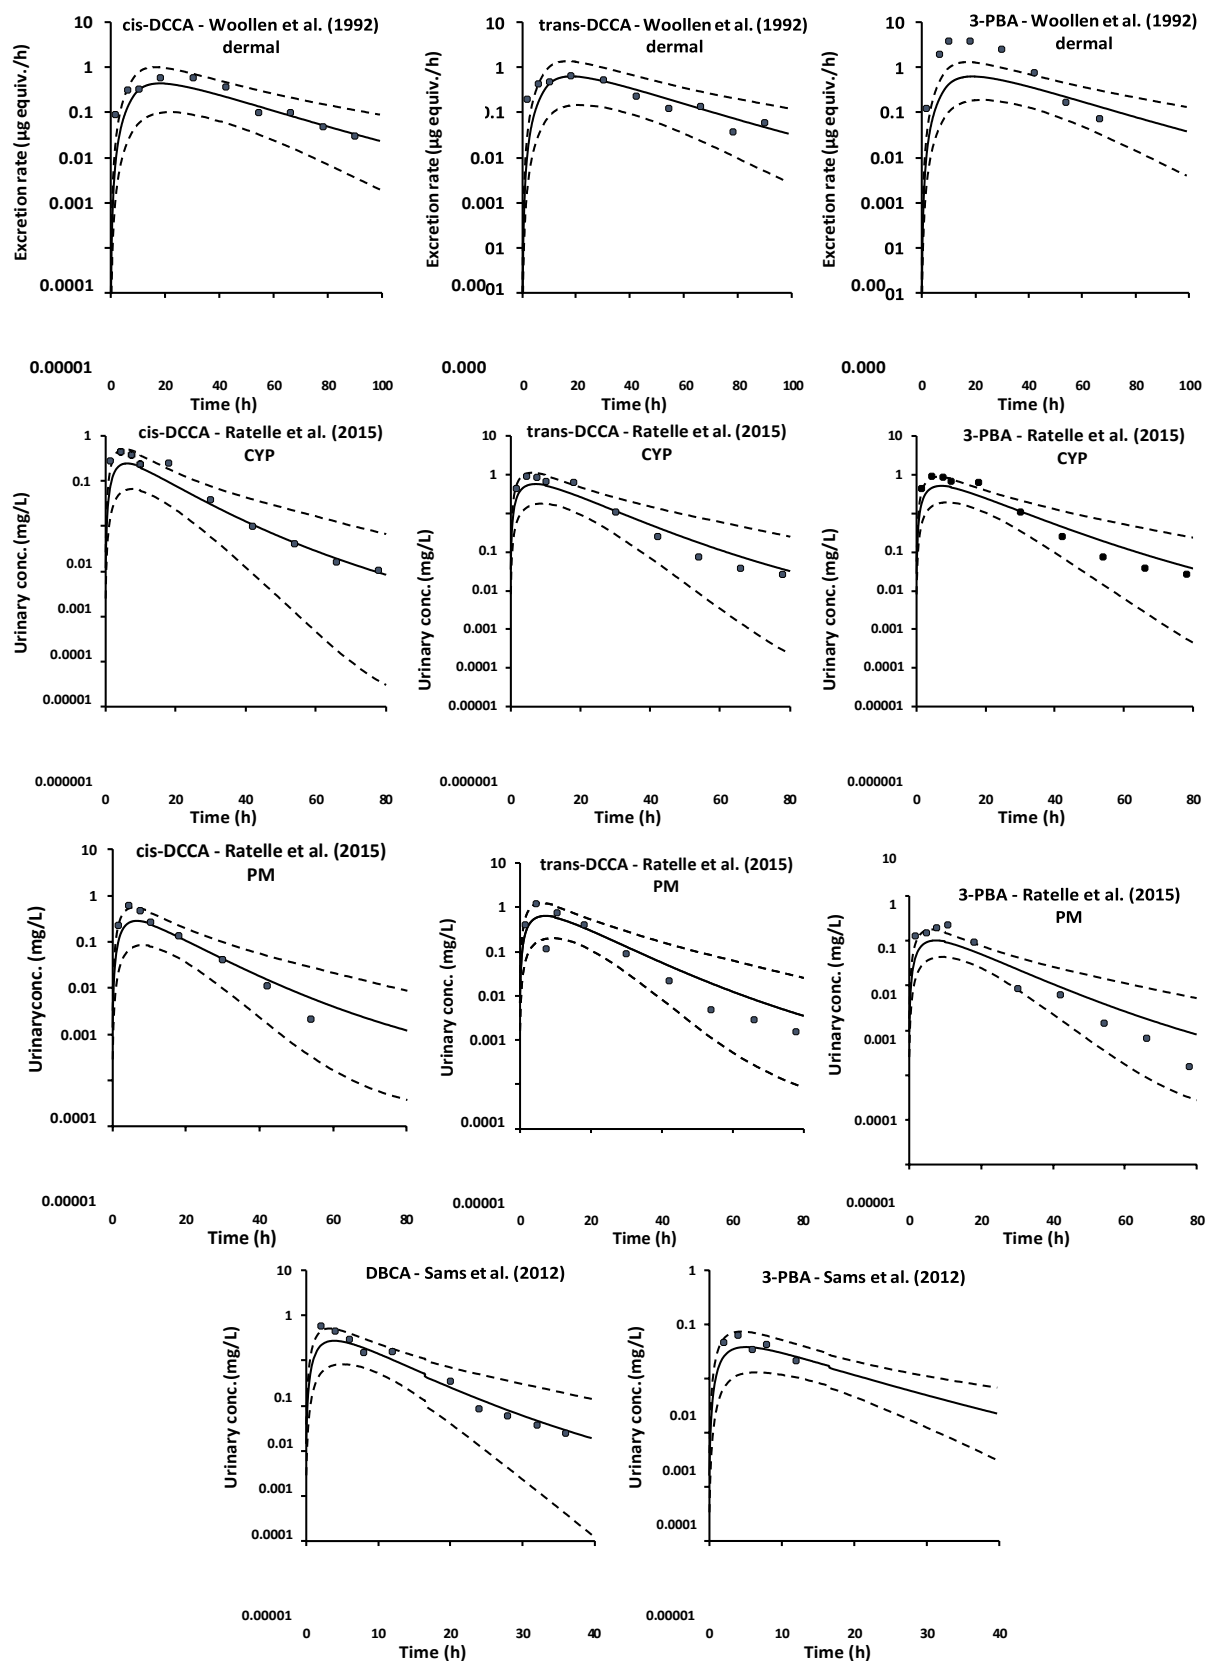 cis-DCCA - Woollen et al. (1992)
dermal
Excretion rate (µg equiv./h)
10
1
0.1
0.01
0.001
0.0001
0.00001
0 20 40 60 80 100
Time (h)
trans-DCCA - Woollen et al. (1992)
dermal
Excretion rate (µg equiv./h)
10
1
0.1
0.01
0.001
01
0.0001
0.000
0 20 40 60 80 100
Time (h)
3-PBA - Woollen et al. (1992)
dermal
Excretion rate (µg equiv./h)
10
1
0.1
0.01
0.001
01
0.0001
0.000
0 20 40 60 80 100
Time (h)
cis-DCCA - Ratelle et al. (2015)
CYP
Urinary conc. (mg/L)
1
0.1
0.01
0.001
0.0001
0.00001
0.000001
0 20 40 60 80
Time (h)
trans-DCCA - Ratelle et al. (2015)
CYP
Urinary conc. (mg/L)
10
1
0.1
0.01
0.001
0.0001
0.00001
0.000001
0 20 40 60 80
Time (h)
3-PBA - Ratelle et al. (2015)
CYP
Urinary conc. (mg/L)
10
1
0.1
0.01
0.001
0.0001
0.00001
0.000001
0 20 40 60 80
Time (h)
cis-DCCA - Ratelle et al. (2015)
PM
Urinary conc. (mg/L)
10
1
0.1
0.01
0.001
0.0001
0.00001
0 20 40 60 80
Time (h)
trans-DCCA - Ratelle et al. (2015)
PM
Urinary conc. (mg/L)
10
1
0.1
0.01
0.001
0.0001
0.00001
0 20 40 60 80
Time (h)
3-PBA - Ratelle et al. (2015)
PM
Urinary conc. (mg/L)
10
1
0.1
0.01
0.001
0.0001
0.00001
0 20 40 60 80
Time (h)
DBCA - Sams et al. (2012)
Urinary conc. (mg/L)
10
1
0.1
0.01
0.001
0.0001
0.00001
0 10 20 30 40
Time (h)
3-PBA - Sams et al. (2012)
Urinary conc. (mg/L)
1
0.1
0.01
0.001
0.0001
0.00001
0 10 20 30 40
Time (h)